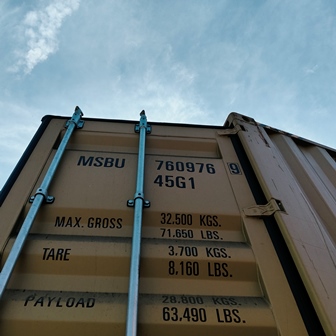 MSBU 760976 9
45G1
MAX. GROSS 32.500 KGS.
71.650 LBS.
TARE 3.700 KGS.
8,160 LBS.
PAYLOAD 28.800 KGS.
63,490 LBS.